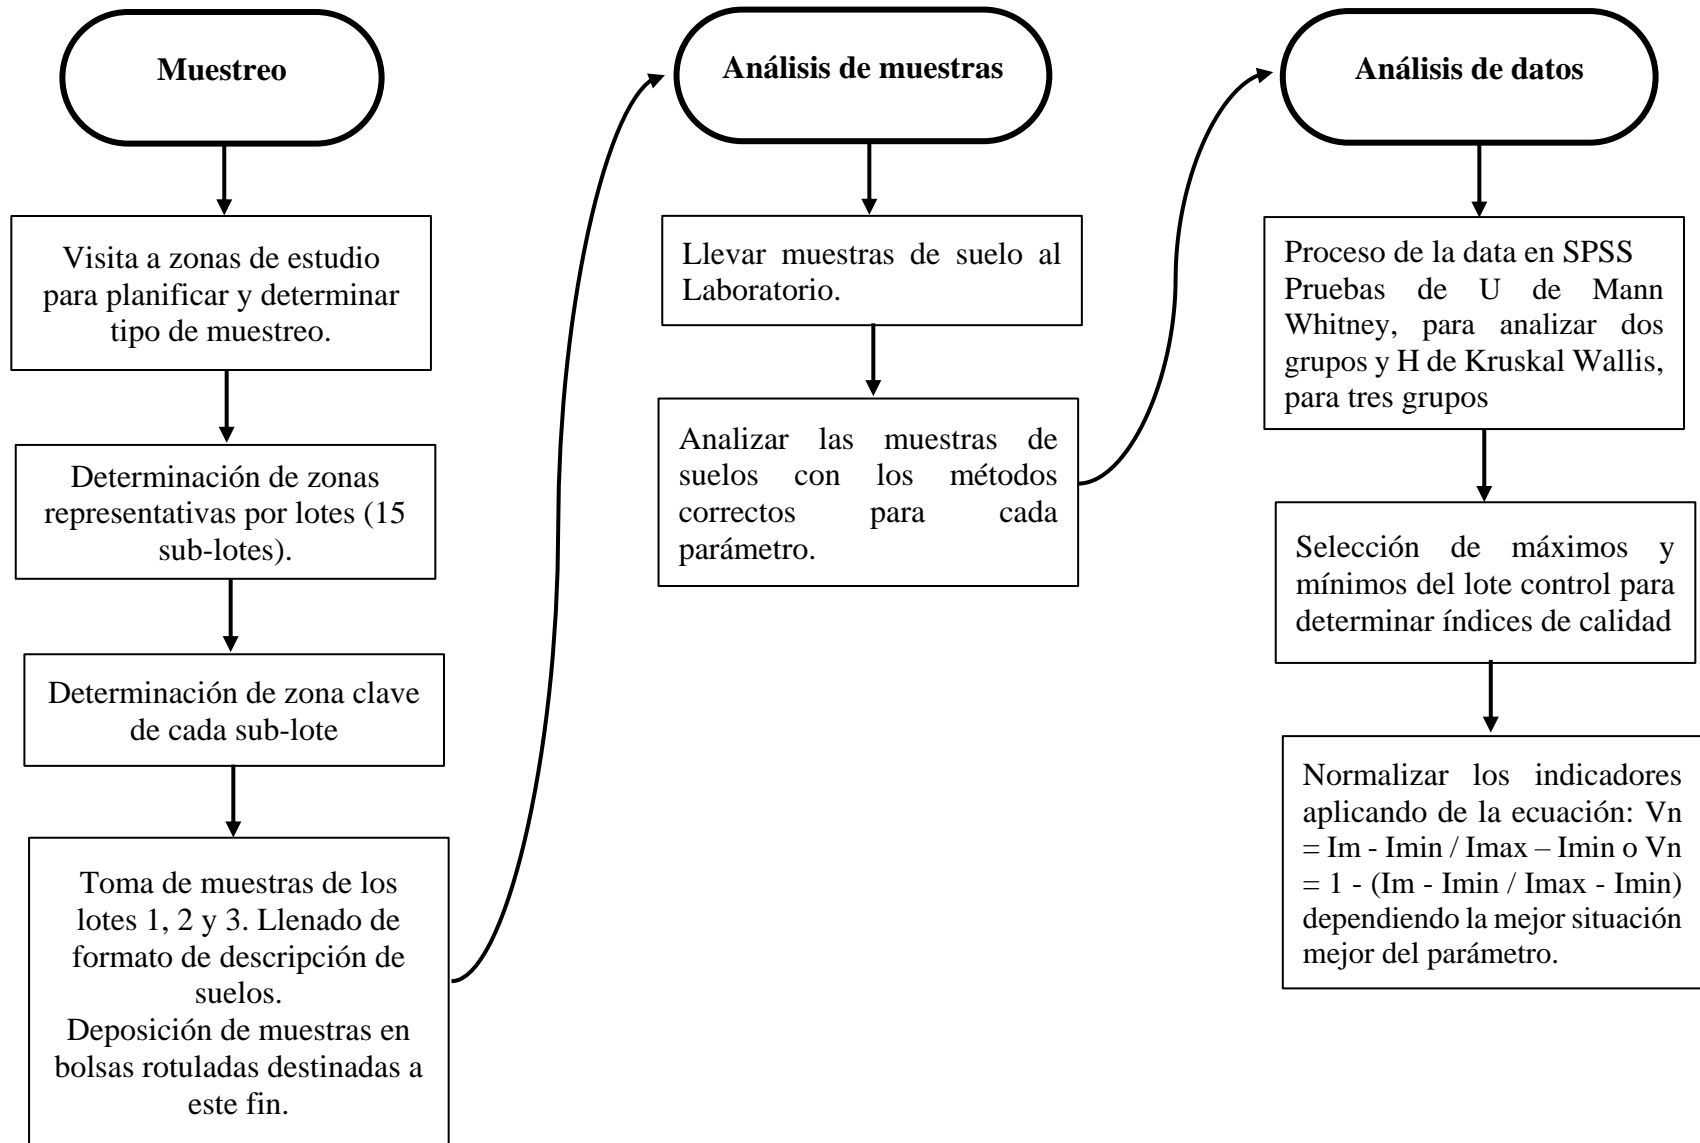 Muestreo
Visita a zonas de estudio
para planificar y determinar
tipo de muestreo.
Determinación de zonas
representativas por lotes (15
sub-lotes).
Determinación de zona clave
de cada sub-lote
Toma de muestras de los
lotes 1, 2 y 3. Llenado de
formato de descripción de
suelos.
Deposición de muestras en
bolsas rotuladas destinadas a
este fin.
Análisis de muestras
Llevar muestras de suelo al
Laboratorio.
Analizar las muestras de
suelos con los métodos
correctos para cada
parámetro.
Análisis de datos
Proceso de la data en SPSS
Pruebas de U de Mann
Whitney, para analizar dos
grupos y H de Kruskal Wallis,
para tres grupos
Selección de máximos y
mínimos del lote control para
determinar índices de calidad
Normalizar los indicadores
aplicando de la ecuación: Vn
= Im - Imin / Imax – Imin o Vn
= 1 - (Im - Imin / Imax - Imin)
dependiendo la mejor situación
mejor del parámetro.